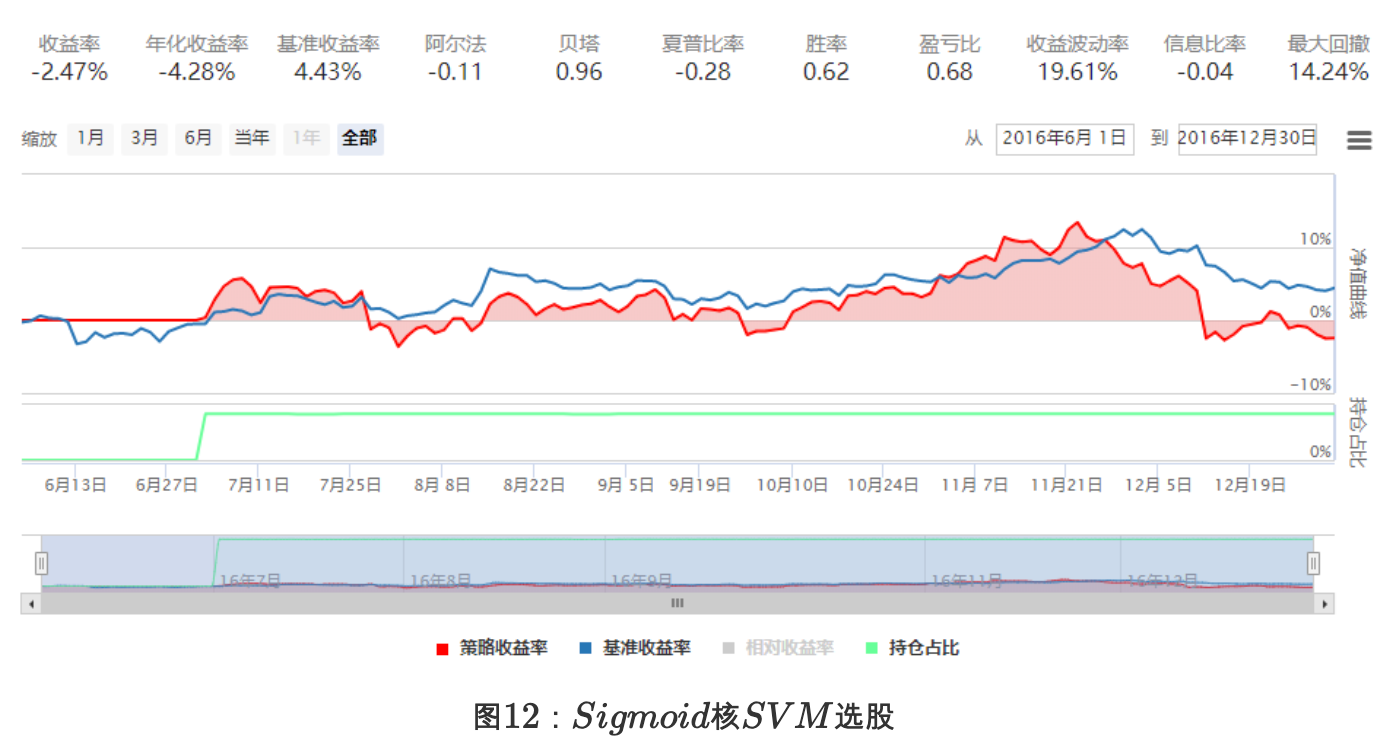 收益率 年化收益率 基准收益率 阿尔法 贝塔 夏普比率 胜率 盈亏比 收益波动率 信息比率 最大回撤
-2.47% -4.28% 4.43% -0.11 0.96 -0.28 0.62 0.68 19.61% -0.04 14.24%
缩放 1月 3月 6月 当年 1年 全部 从 2016年6月 1日 到 2016年12月30日
10%
净值曲线
0%
-10%
持仓占比
0%
6月13日 6月27日 7月11日 7月25日 8月 8日 8月22日 9月 5日 9月19日 10月10日 10月24日 11月 7日 11月21日 12月 5日 12月19日
16年7月 16年8月 16年9月 16年11月 16年12月
策略收益率 基准收益率 相对收益率 持仓占比
图12：Sigmoid核SVM选股